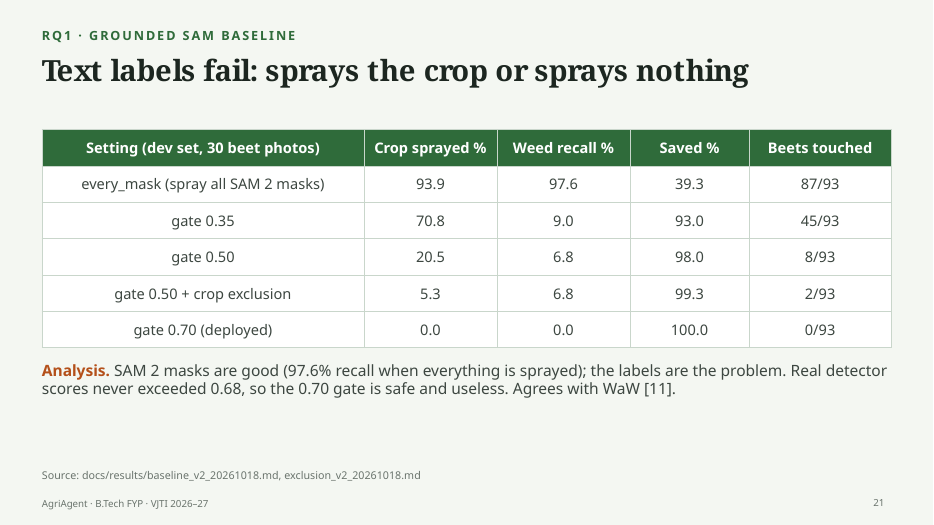 RQ1 · GROUNDED SAM BASELINE
Text labels fail: sprays the crop or sprays nothing
Setting (dev set, 30 beet photos) Crop sprayed % Weed recall % Saved % Beets touched
every_mask (spray all SAM 2 masks) 93.9 97.6 39.3 87/93
gate 0.35 70.8 9.0 93.0 45/93
gate 0.50 20.5 6.8 98.0 8/93
gate 0.50 + crop exclusion 5.3 6.8 99.3 2/93
gate 0.70 (deployed) 0.0 0.0 100.0 0/93
Analysis. SAM 2 masks are good (97.6% recall when everything is sprayed); the labels are the problem. Real detector
scores never exceeded 0.68, so the 0.70 gate is safe and useless. Agrees with WaW [11].
Source: docs/results/baseline_v2_20261018.md, exclusion_v2_20261018.md
AgriAgent · B.Tech FYP · VJTI 2026–27 21